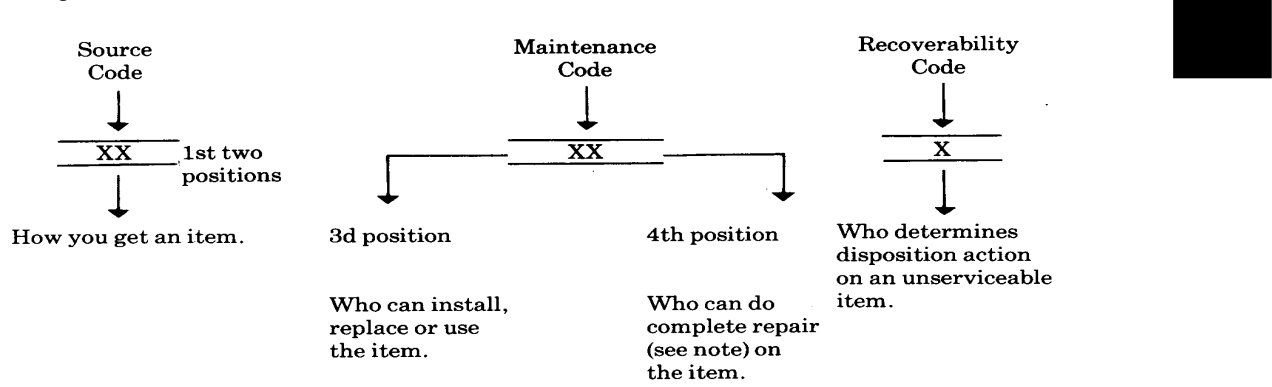 Source
Code
XX
1st two
positions
How you get an item.
Maintenance
Code
XX
3d position
Who can install,
replace or use
the item.
4th position
Who can do
complete repair
(see note) on
the item.
Recoverability
Code
X
Who determines
disposition action
on an unserviceable
item.